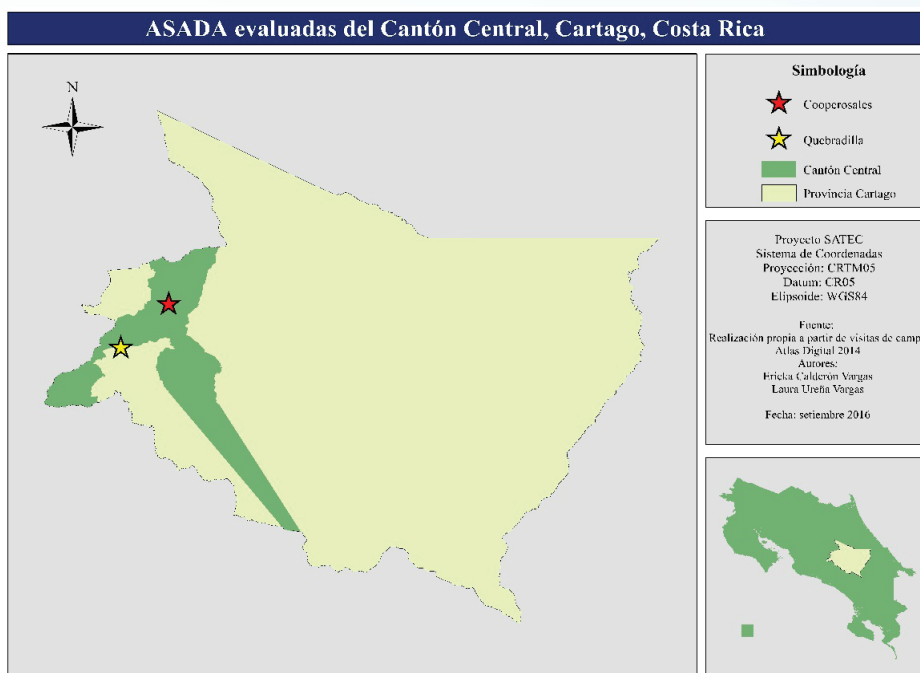 ASADA evaluadas del Cantón Central, Cartago, Costa Rica
N
Simbología
Cooperosales
Quebradilla
Cantón Central
Provincia Cartago
Proyecto SATEC
Sistema de Coordenadas
Proyección: CRTM05
Datum: CR05
Elipsoide: WGS84
Fuente:
Realización propia a partir de visitas de camp
Atlas Digital 2014
Autores:
Ericka Calderón Vargas
Laura Ureña Vargas
Fecha: setiembre 2016